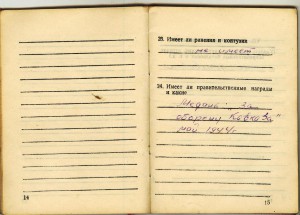 23. Имеет ли ранения и контузии
не имеет
24. Имеет ли правительственные награды
и какие
Медаль: "За
оборону Кавказа"
май 1944 г.
14
15